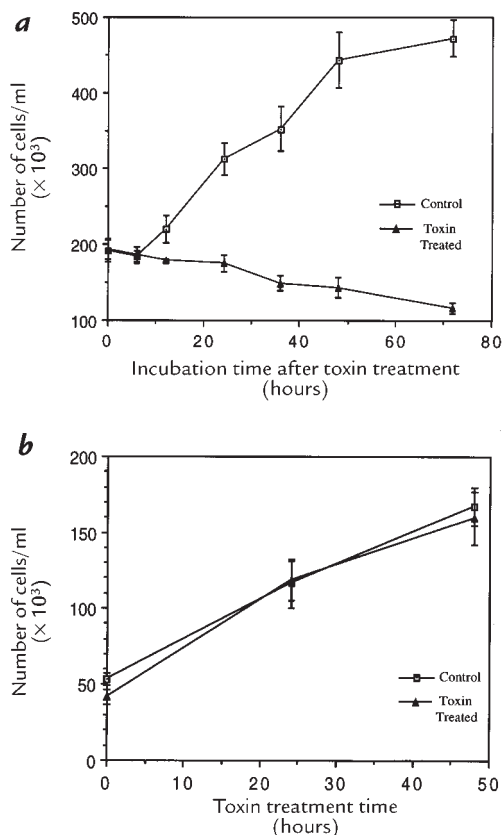 a
500
400
300
200
100
Number of cells/ml
(× 10³)
Control
Toxin
Treated
0
20
40
60
80
Incubation time after toxin treatment
(hours)
b
200
150
100
50
0
Number of cells/ml
(× 10³)
Control
Toxin
Treated
0
10
20
30
40
50
Toxin treatment time
(hours)